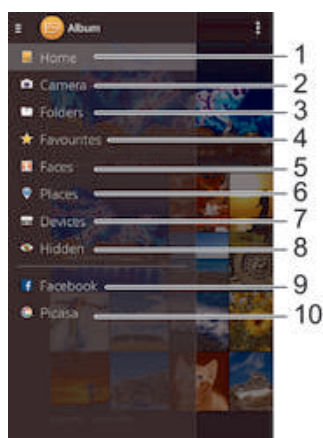 Album
Home 1
Camera 2
Folders 3
Favourites 4
Faces 5
Places 6
Devices 7
Hidden 8
Facebook 9
Picasa 10